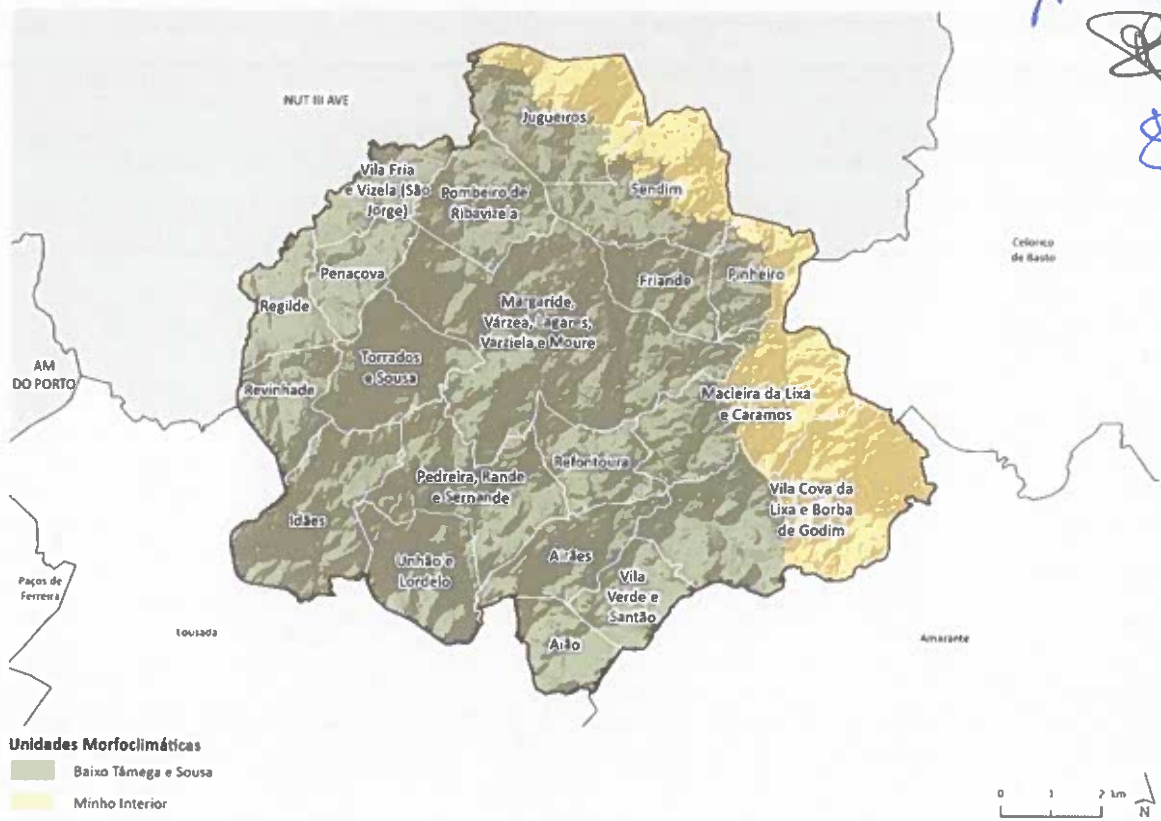 NUT III AVE
Jugueiros
Vila Fria
e Vizela (São
Jorge)
Pombeiro de
Ribavizela
Sendim
Celorico
de Basto
Penacova
Friande
Pinheiro
Regilde
Margaride,
Várzea, Lagares,
Varziela e Moure
AM
DO PORTO
Torrados
e Sousa
Revinhade
Macieira da Lixa
e Caramos
Refontoura
Pedreira, Rande
e Sernande
Vila Cova da
Lixa e Borba
de Godim
Idães
Unhão e
Lordelo
Airães
Vila
Verde e
Santão
Paços de
Ferreira
Lousada
Aião
Amarante
Unidades Morfoclimáticas
Baixo Tâmega e Sousa
Minho Interior
0 1 2 km
N